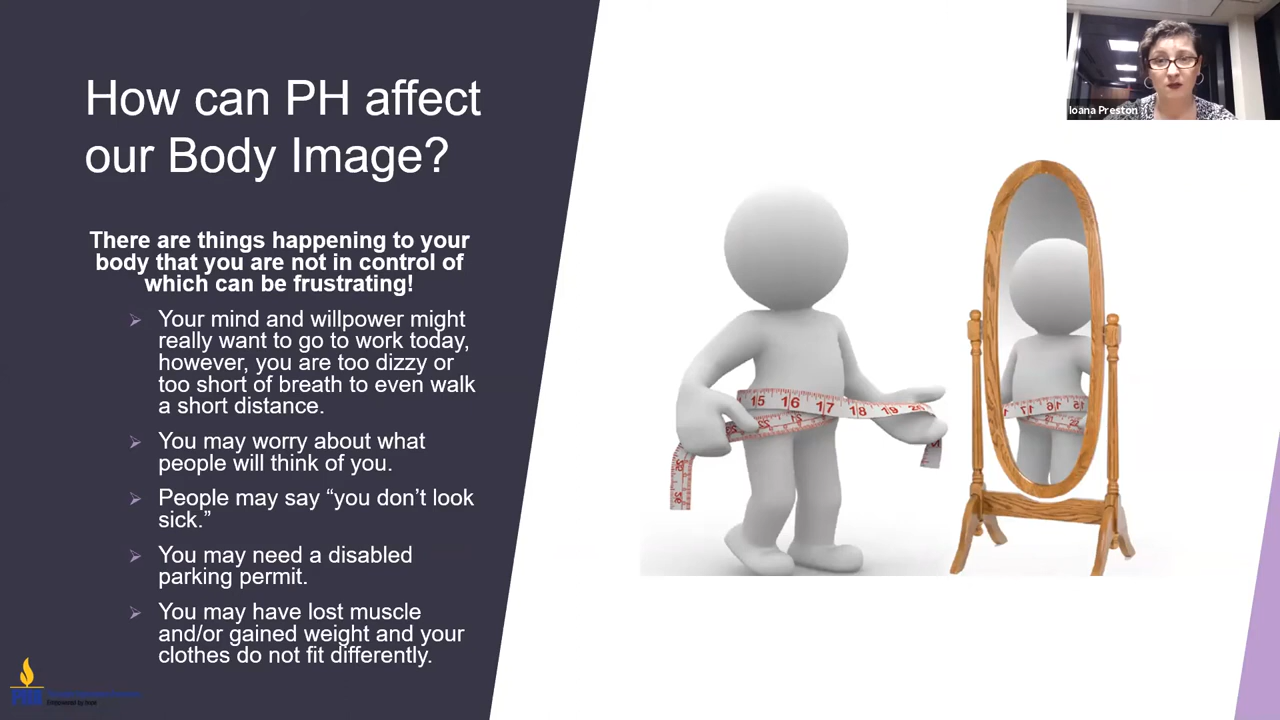 How can PH affect
our Body Image?
There are things happening to your
body that you are not in control of
which can be frustrating!
Your mind and willpower might
really want to go to work today,
however, you are too dizzy or
too short of breath to even walk
a short distance.
You may worry about what
people will think of you.
People may say “you don’t look
sick.”
You may need a disabled
parking permit.
You may have lost muscle
and/or gained weight and your
clothes do not fit differently.
Ioana Preston
15 16 17 18 19 20
PHA
Empowered by hope